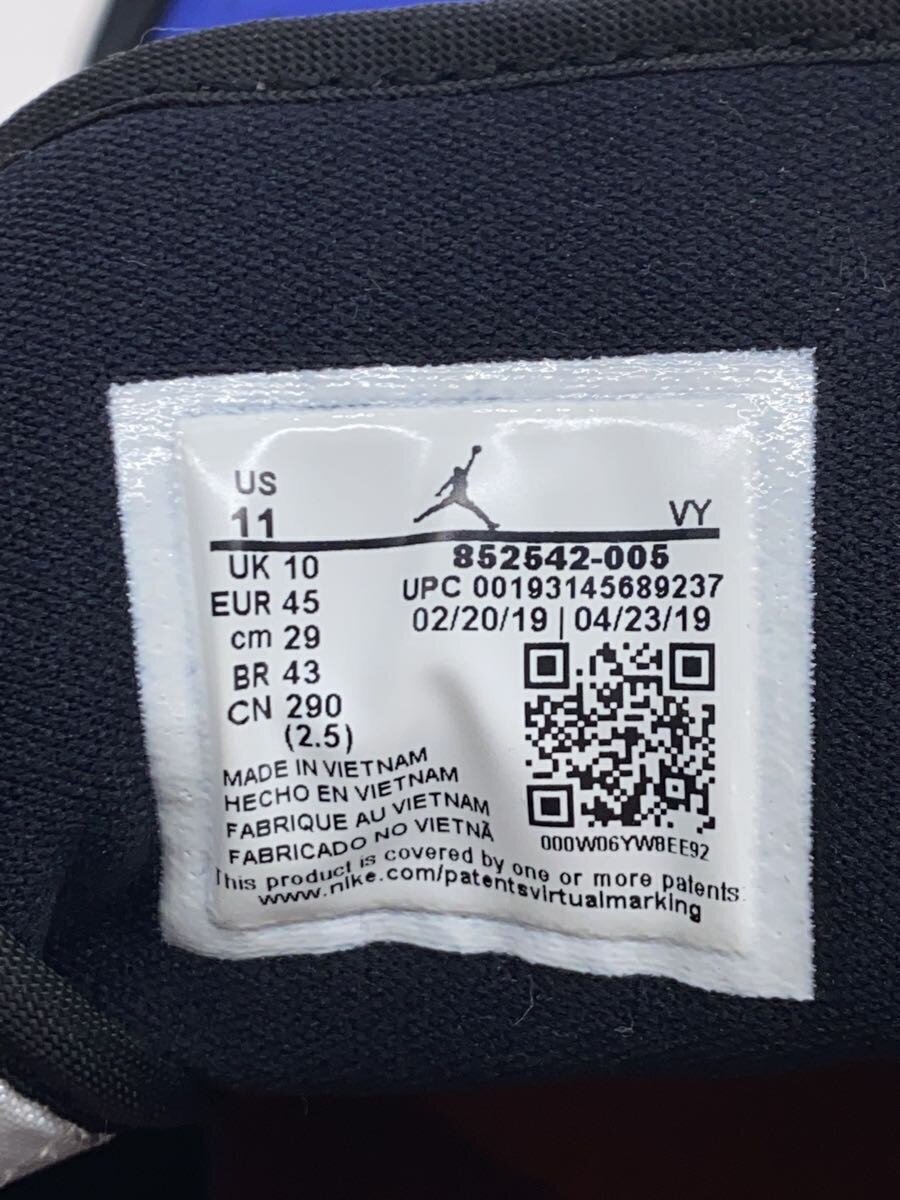 US
11
VY
UK 10
EUR 45
cm 29
BR 43
CN 290
(2.5)
852542-005
UPC 00193145689237
02/20/19 | 04/23/19
000W06YW8EE92
MADE IN VIETNAM
HECHO EN VIETNAM
FABRIQUE AU VIETNAM
FABRICADO NO VIETNÃ
This product is covered by one or more patents.
www.nike.com/patentsvirtualmarking